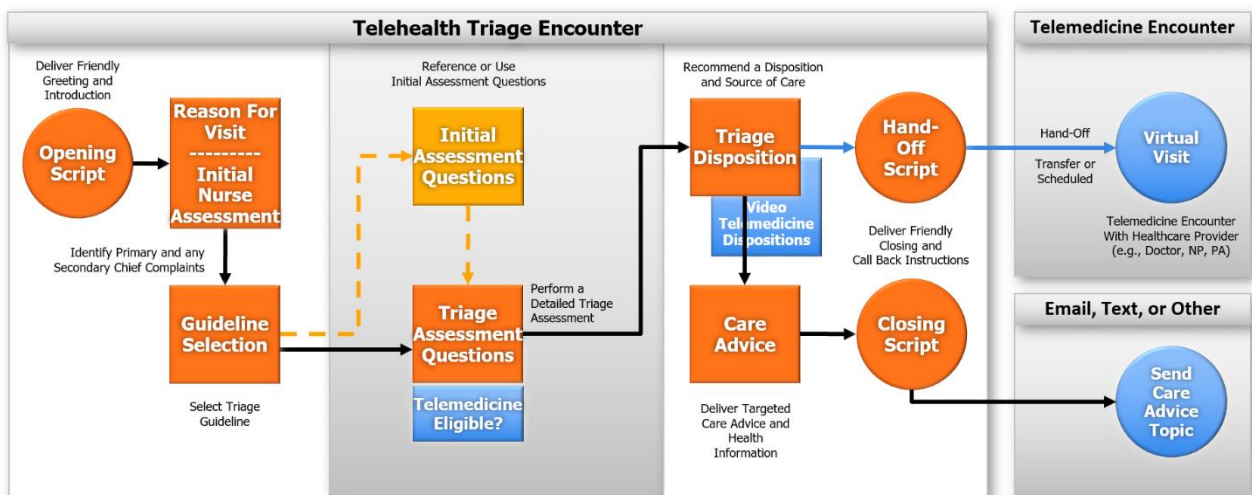 Telehealth Triage Encounter
Deliver Friendly
Greeting and
Introduction
Opening
Script
Reason For
Visit
---------
Initial
Nurse
Assessment
Identify Primary and any
Secondary Chief Complaints
Guideline
Selection
Select Triage
Guideline
Reference or Use
Initial Assessment Questions
Initial
Assessment
Questions
Triage
Assessment
Questions
Telemedicine
Eligible?
Perform a
Detailed Triage
Assessment
Recommend a Disposition
and Source of Care
Triage
Disposition
Video
Telemedicine
Dispositions
Hand-
Off
Script
Care
Advice
Deliver Targeted
Care Advice and
Health
Information
Deliver Friendly
Closing and
Call Back Instructions
Closing
Script
Telemedicine Encounter
Hand-Off
Transfer or
Scheduled
Virtual
Visit
Telemedicine Encounter
With Healthcare Provider
(e.g., Doctor, NP, PA)
Email, Text, or Other
Send
Care
Advice
Topic